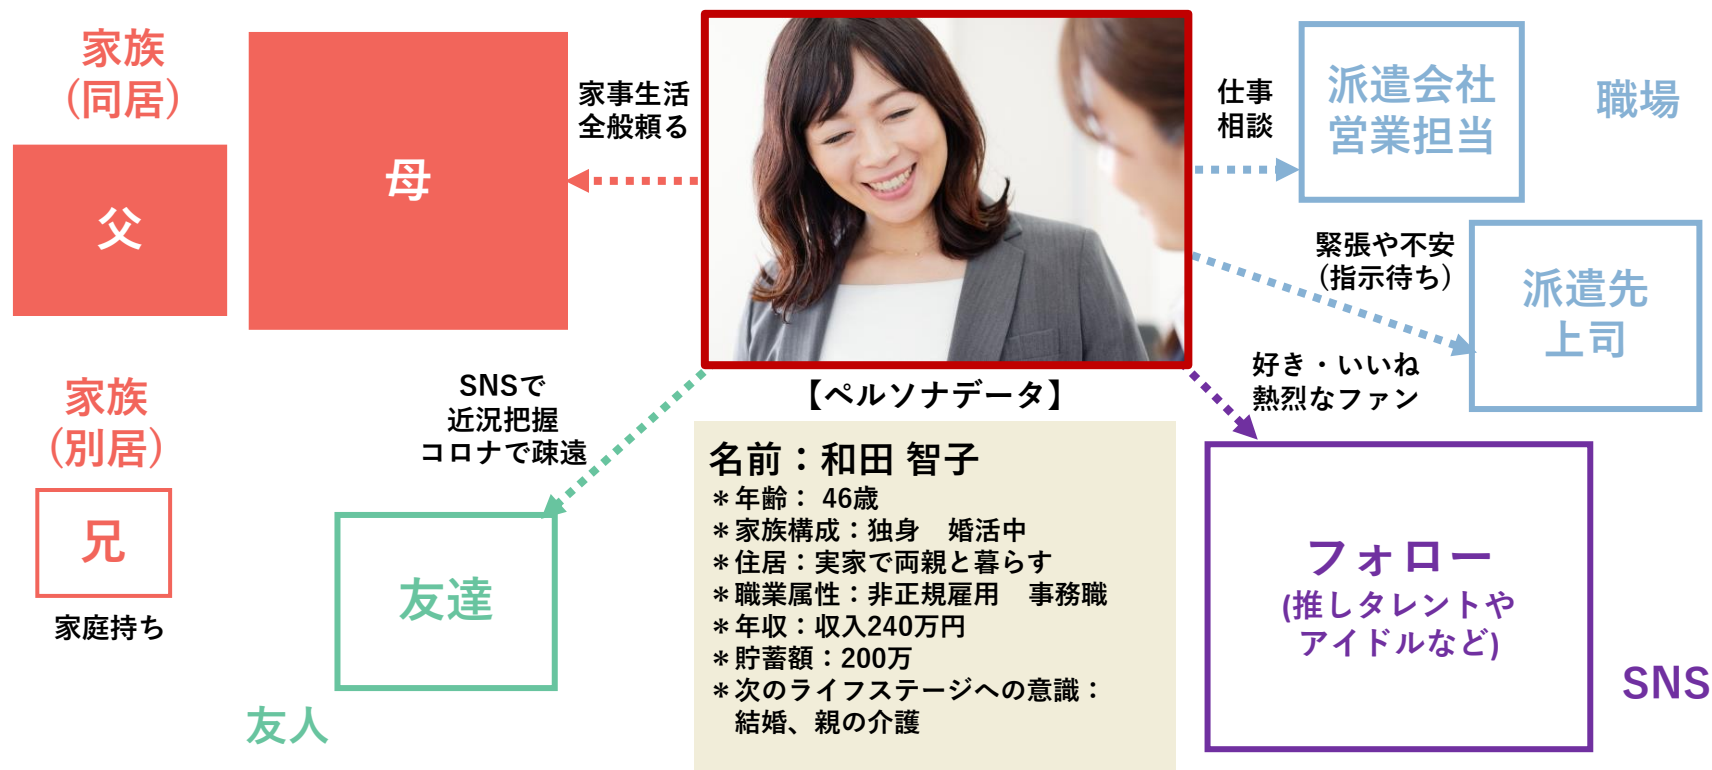 家族
(同居)
父
母
家事生活
全般頼る
仕事
相談
派遣会社
営業担当
職場
緊張や不安
(指示待ち)
派遣先
上司
家族
(別居)
兄
家庭持ち
SNSで
近況把握
コロナで疎遠
友達
友人
【ペルソナデータ】
名前：和田 智子
＊年齢： 46歳
＊家族構成：独身　婚活中
＊住居：実家で両親と暮らす
＊職業属性：非正規雇用　事務職
＊年収：収入240万円
＊貯蓄額：200万
＊次のライフステージへの意識：
結婚、親の介護
好き・いいね
熱烈なファン
フォロー
(推しタレントや
アイドルなど)
SNS